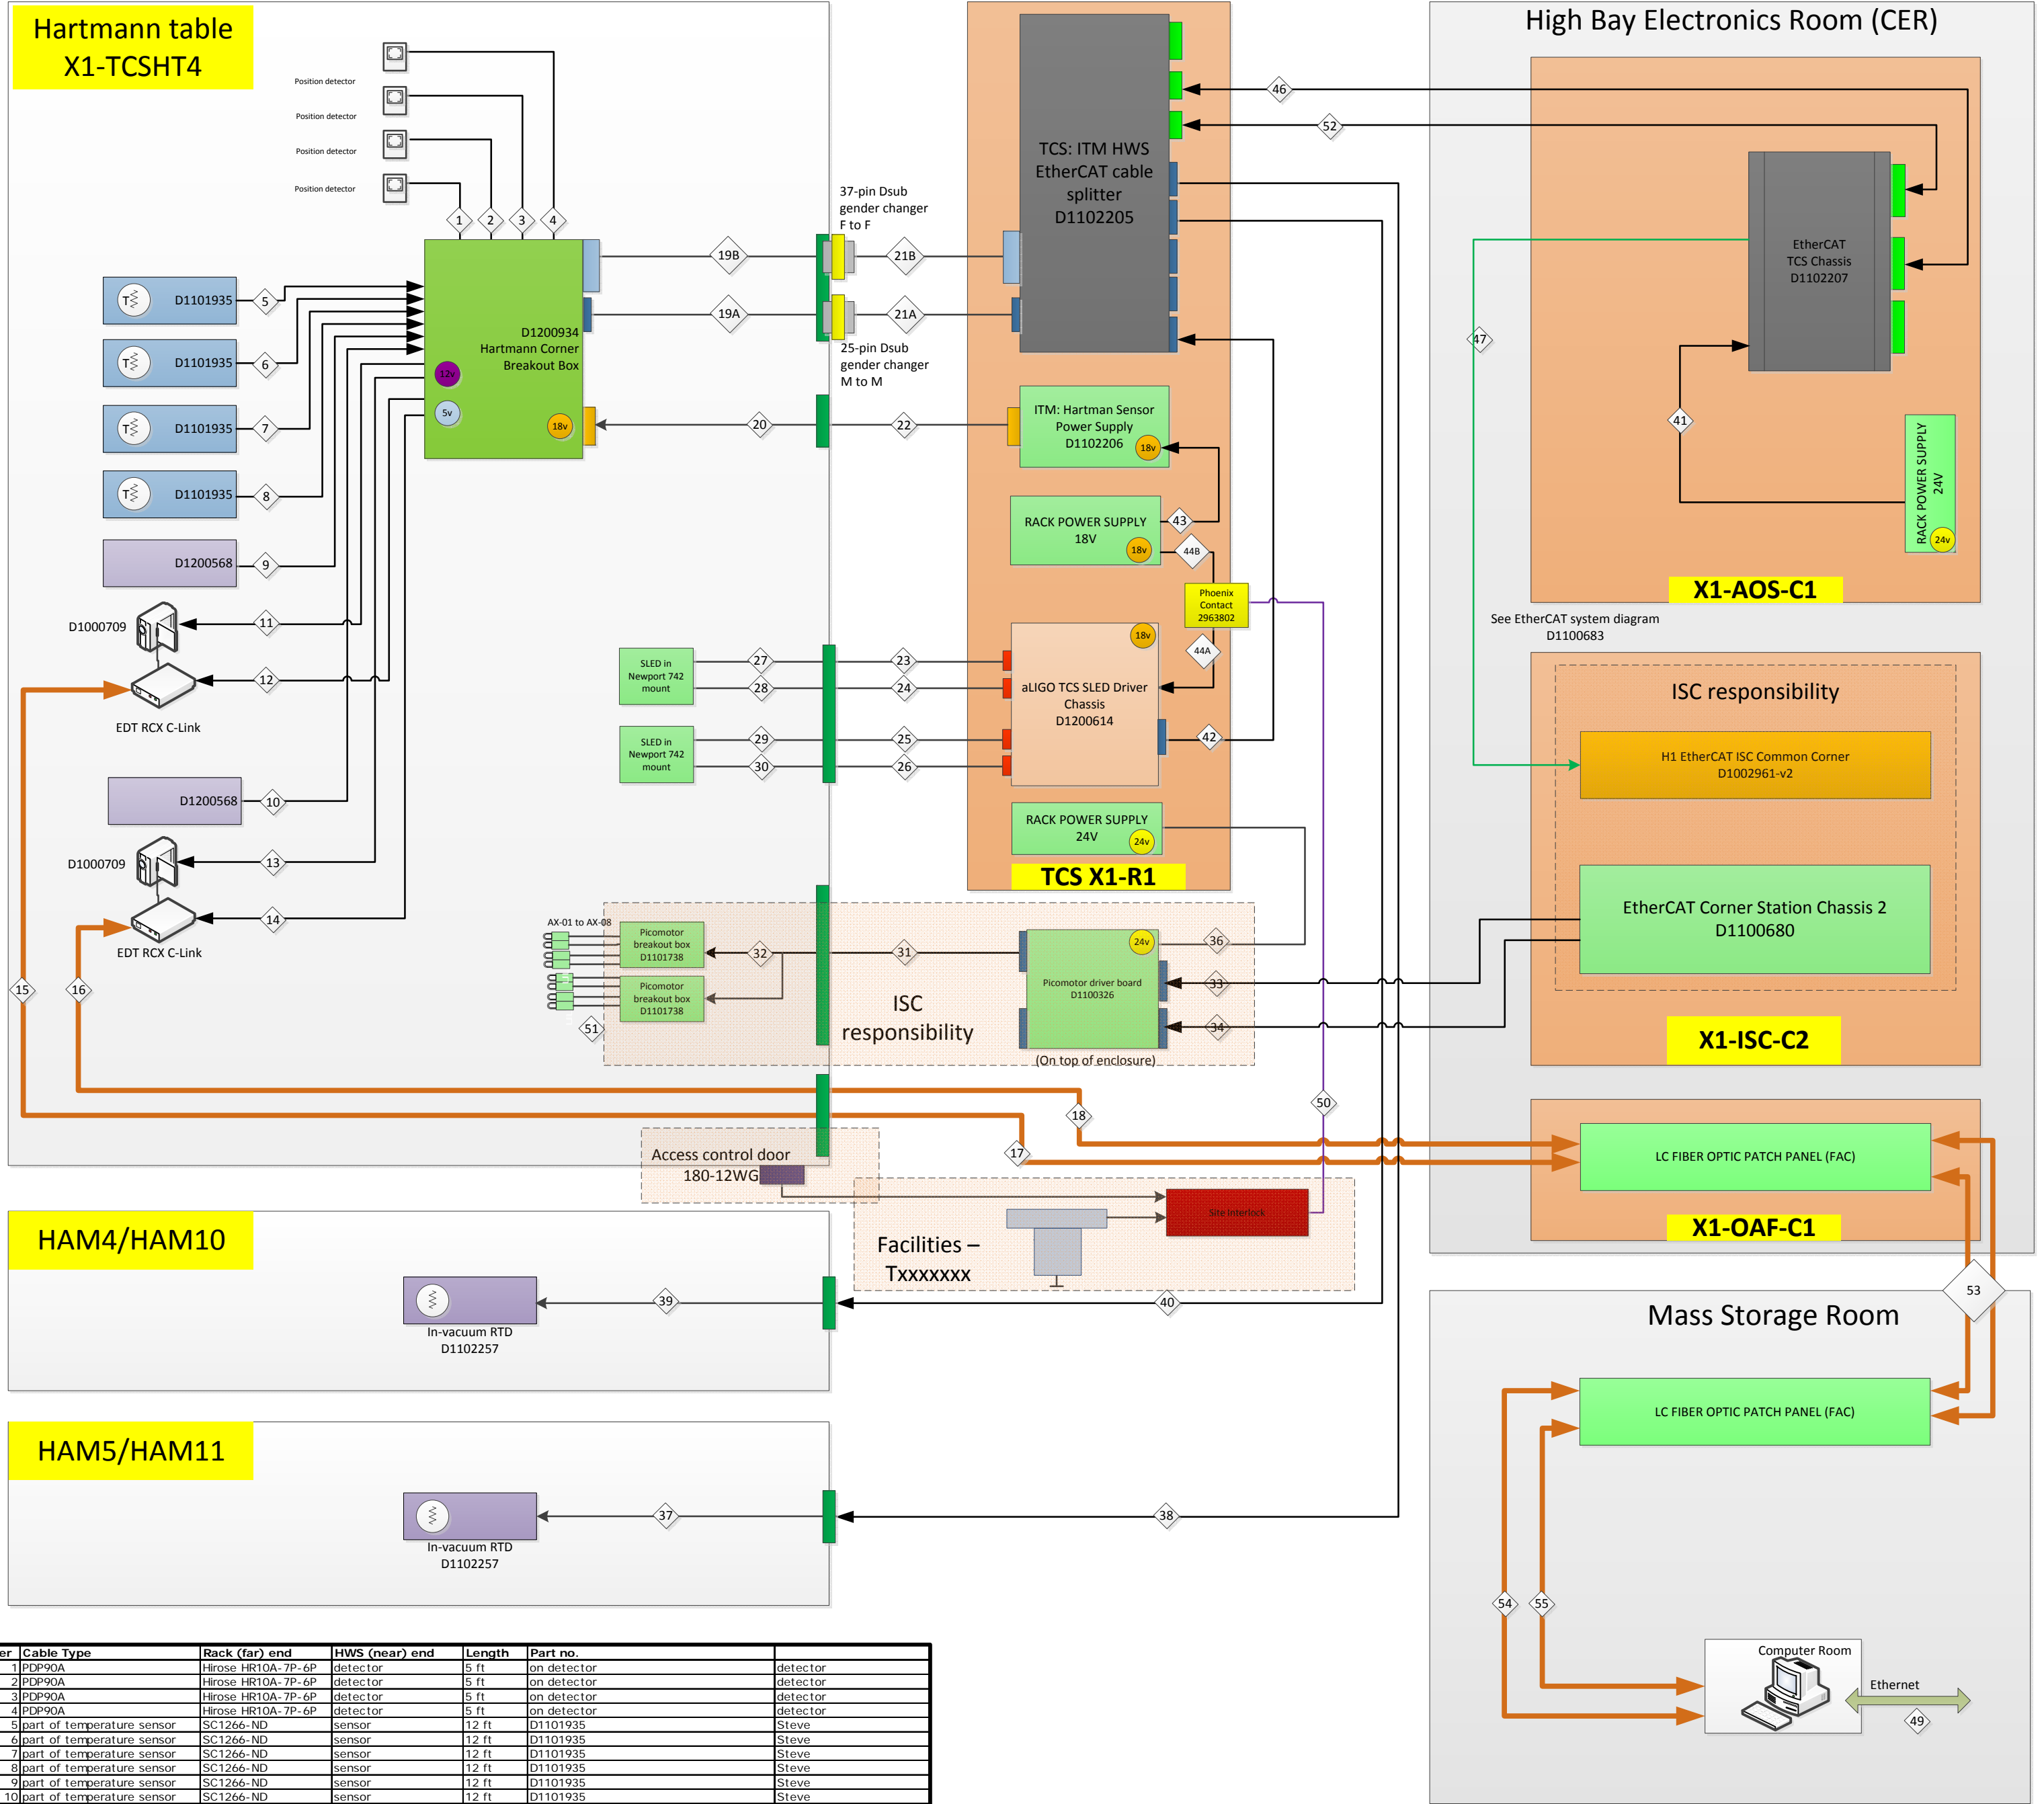 Hartmann table
X1-TCSHT4
Position detector
Position detector
Position detector
Position detector
1
2
3
4
D1200934
Hartmann Corner
Breakout Box
12v
5v
18v
T
D1101935
5
T
D1101935
6
T
D1101935
7
T
D1101935
8
D1200568
9
D1000709
11
12
EDT RCX C-Link
D1200568
10
D1000709
13
14
EDT RCX C-Link
15
16
19B
19A
20
37-pin Dsub
gender changer
F to F
21B
21A
25-pin Dsub
gender changer
M to M
22
SLED in
Newport 742
mount
27
28
23
24
SLED in
Newport 742
mount
29
30
25
26
TCS: ITM HWS
EtherCAT cable
splitter
D1102205
ITM: Hartman Sensor
Power Supply
D1102206
18v
RACK POWER SUPPLY
18V
18v
43
44B
Phoenix
Contact
2963802
44A
18v
aLIGO TCS SLED Driver
Chassis
D1200614
42
RACK POWER SUPPLY
24V
24v
TCS X1-R1
46
52
High Bay Electronics Room (CER)
EtherCAT
TCS Chassis
D1102207
47
41
RACK POWER SUPPLY
24V
24v
X1-AOS-C1
See EtherCAT system diagram
D1100683
ISC responsibility
H1 EtherCAT ISC Common Corner
D1002961-v2
EtherCAT Corner Station Chassis 2
D1100680
X1-ISC-C2
LC FIBER OPTIC PATCH PANEL (FAC)
X1-OAF-C1
AX-01 to AX-08
Picomotor
breakout box
D1101738
Picomotor
breakout box
D1101738
51
32
31
ISC
responsibility
24v
Picomotor driver board
D1100326
(On top of enclosure)
36
33
34
18
17
50
Access control door
180-12WG
Site Interlock
Facilities –
Txxxxxxx
HAM4/HAM10
In-vacuum RTD
D1102257
39
40
HAM5/HAM11
In-vacuum RTD
D1102257
37
38
53
Mass Storage Room
LC FIBER OPTIC PATCH PANEL (FAC)
54
55
Computer Room
Ethernet
49
er Cable Type Rack (far) end HWS (near) end Length Part no.
1 PDP90A Hirose HR10A-7P-6P detector 5 ft on detector detector
2 PDP90A Hirose HR10A-7P-6P detector 5 ft on detector detector
3 PDP90A Hirose HR10A-7P-6P detector 5 ft on detector detector
4 PDP90A Hirose HR10A-7P-6P detector 5 ft on detector detector
5 part of temperature sensor SC1266-ND sensor 12 ft D1101935 Steve
6 part of temperature sensor SC1266-ND sensor 12 ft D1101935 Steve
7 part of temperature sensor SC1266-ND sensor 12 ft D1101935 Steve
8 part of temperature sensor SC1266-ND sensor 12 ft D1101935 Steve
9 part of temperature sensor SC1266-ND sensor 12 ft D1101935 Steve
10 part of temperature sensor SC1266-ND sensor 12 ft D1101935 Steve